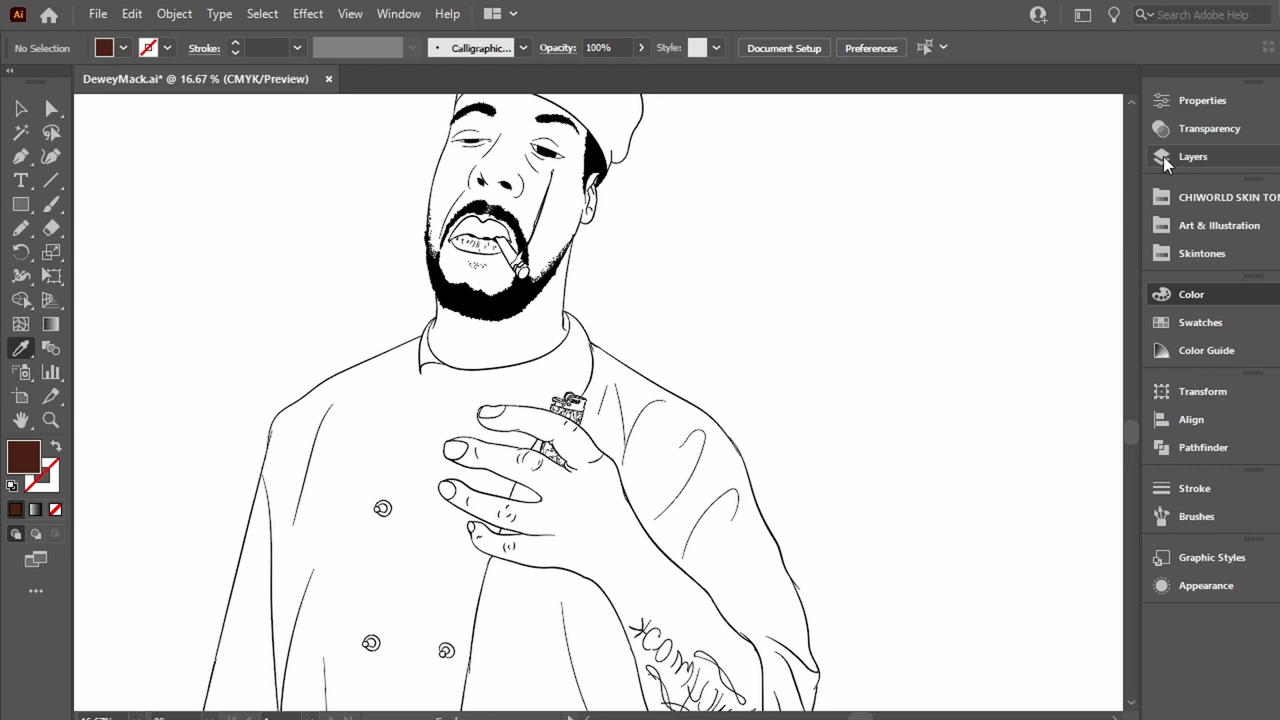 Ai File Edit Object Type Select Effect View Window Help Search Adobe Help
No Selection Stroke: Calligraphic... Opacity: 100% Style: Document Setup Preferences
DeweyMack.ai* @ 16.67 % (CMYK/Preview) ×
Properties
Transparency
Layers
CHIWORLD SKIN TON
Art & Illustration
Skintones
Color
Swatches
Color Guide
Transform
Align
Pathfinder
Stroke
Brushes
Graphic Styles
Appearance